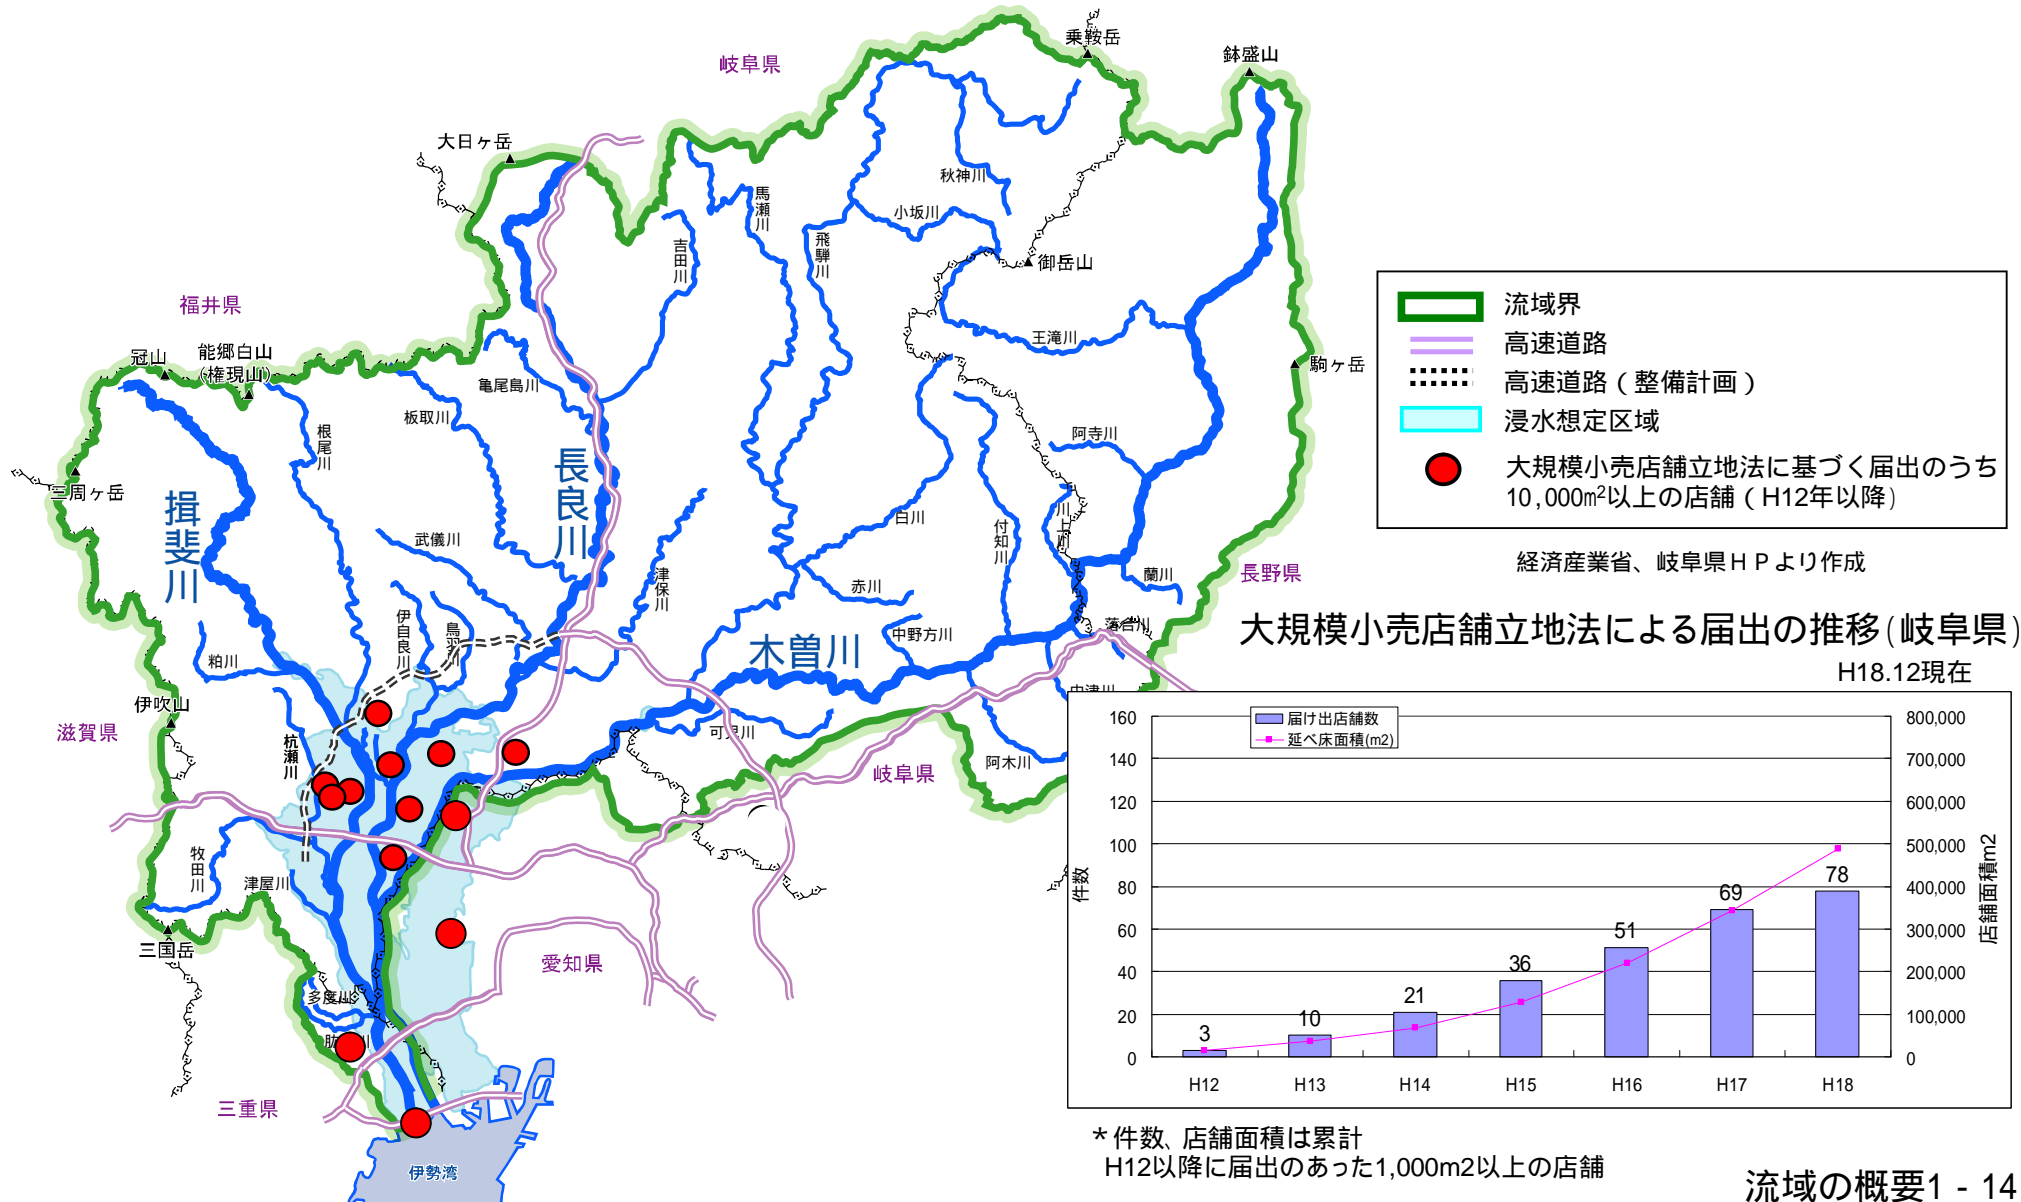 岐阜県
乗鞍岳
鉢盛山
大日ヶ岳
秋神川
馬瀬川
小坂川
飛騨川
吉田川
御岳山
福井県
王滝川
冠山
能郷白山
(権現山)
亀尾島川
板取川
駒ヶ岳
根尾川
阿寺川
長良川
三周ヶ岳
揖斐川
白川
付知川
川上川
武儀川
津保川
赤川
蘭川
長野県
伊自良川
鳥羽川
中野方川
落合川
木曽川
粕川
伊吹山
中津川
滋賀県
杭瀬川
可児川
阿木川
岐阜県
牧田川
津屋川
三国岳
愛知県
多度川
肱川
三重県
伊勢湾
流域界
高速道路
高速道路（整備計画）
浸水想定区域
大規模小売店舗立地法に基づく届出のうち
10,000㎡以上の店舗（H12年以降）
経済産業省、岐阜県ＨＰより作成
大規模小売店舗立地法による届出の推移(岐阜県)
H18.12現在
届け出店舗数
延べ床面積(m2)
160
140
120
100
80
60
40
20
0
件数
800,000
700,000
600,000
500,000
400,000
300,000
200,000
100,000
0
店舗面積m2
3
10
21
36
51
69
78
H12
H13
H14
H15
H16
H17
H18
*件数、店舗面積は累計
H12以降に届出のあった1,000m2以上の店舗
流域の概要1 - 14